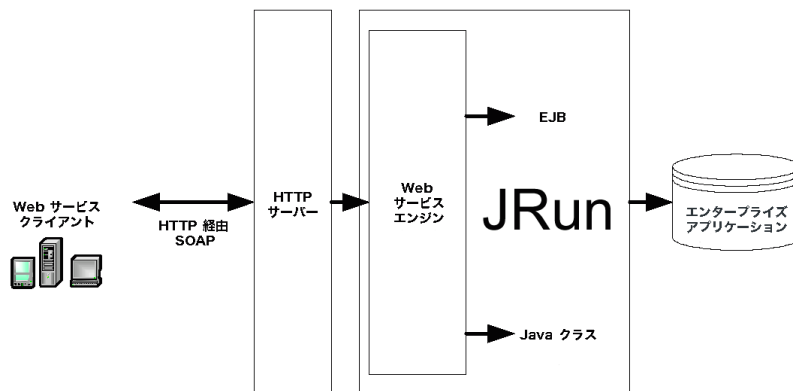 Web サービス
クライアント
HTTP 経由
SOAP
HTTP
サーバー
Web
サービス
エンジン
EJB
JRun
Java クラス
エンタープライズ
アプリケーション